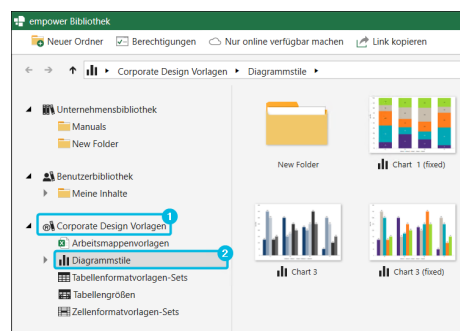 empower Bibliothek
Neuer Ordner Berechtigungen Nur online verfügbar machen Link kopieren
Corporate Design Vorlagen Diagrammstile
Unternehmensbibliothek
Manuals
New Folder
Benutzerbibliothek
Meine Inhalte
1
Corporate Design Vorlagen
Arbeitsmappenvorlagen
2
Diagrammstile
Tabellenformatvorlagen-Sets
Tabellengrößen
Zellenformatvorlagen-Sets
New Folder
Chart 1 (fixed)
Chart 3
Chart 3 (fixed)